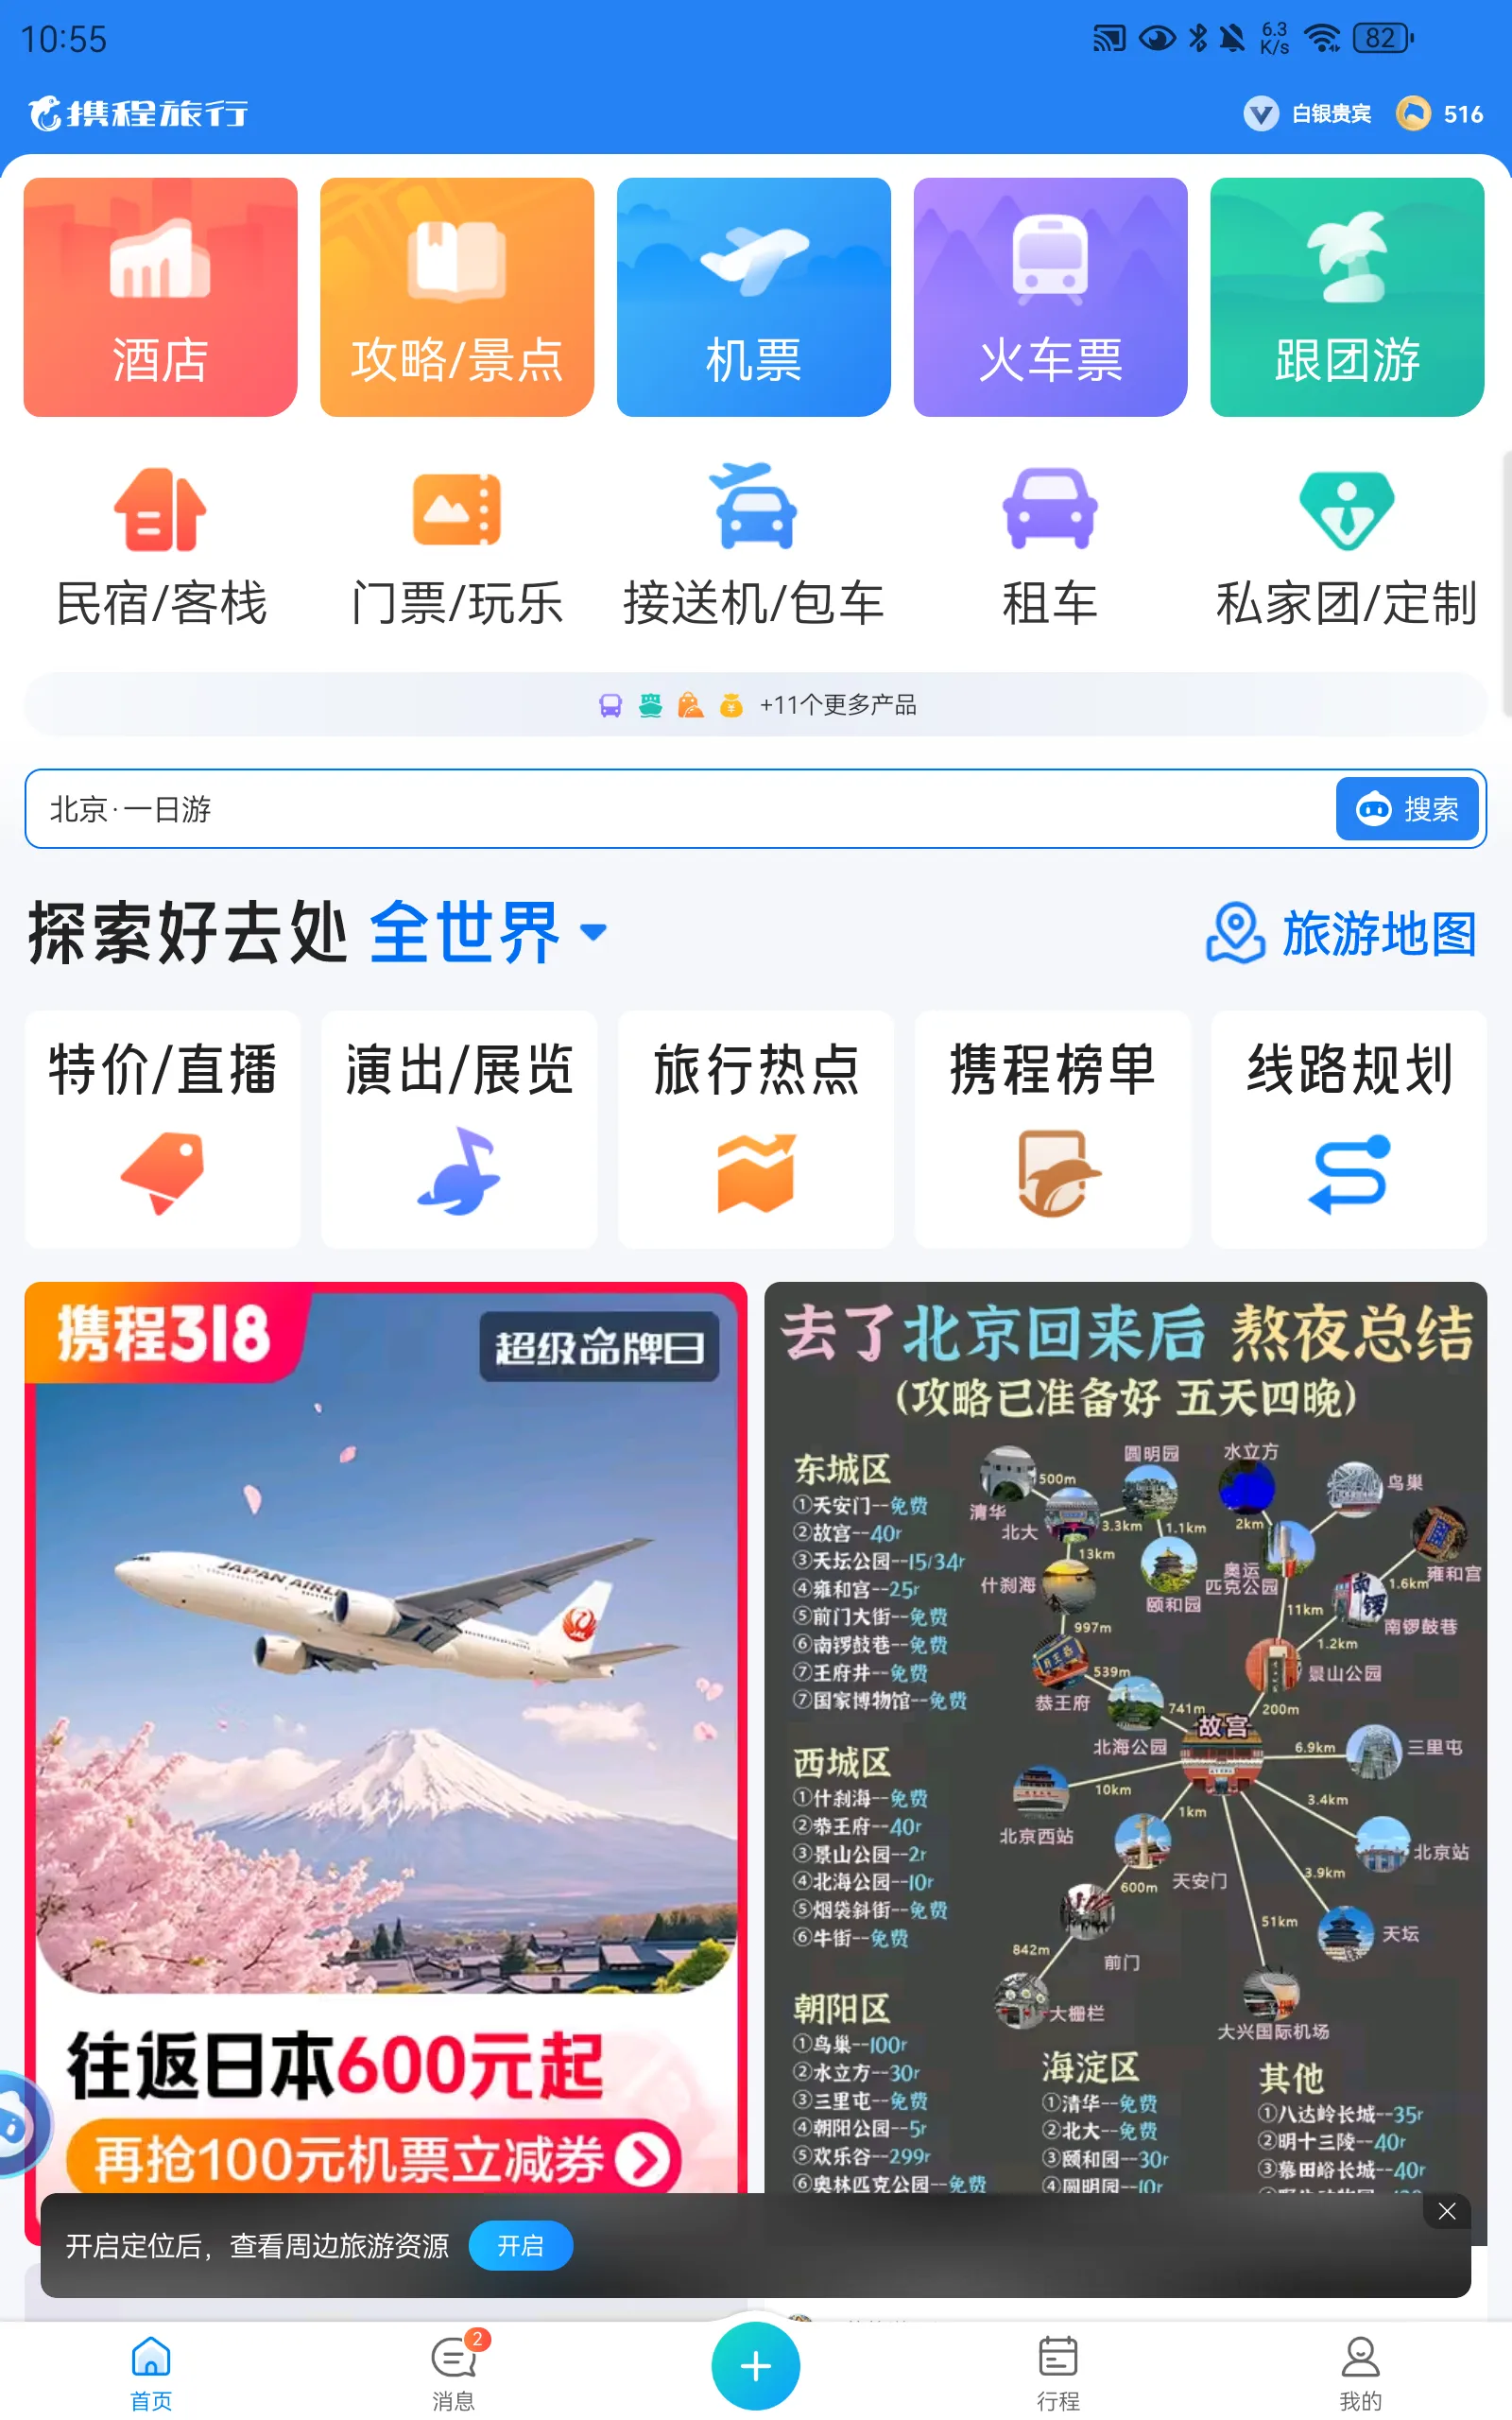 10:55
6.3 K/s
82
携程旅行
白银贵宾 516
酒店 攻略/景点 机票 火车票 跟团游
民宿/客栈 门票/玩乐 接送机/包车 租车 私家团/定制
+11个更多产品
北京·一日游 搜索
探索好去处 全世界 旅游地图
特价/直播 演出/展览 旅行热点 携程榜单 线路规划
携程318
超级品牌日
JAPAN AIRLI
JAL
往返日本600元起
再抢100元机票立减券
去了北京回来后 熬夜总结
(攻略已准备好 五天四晚)
东城区
①天安门--免费
②故宫--40r
③天坛公园--15/34r
④雍和宫--25r
⑤前门大街--免费
⑥南锣鼓巷--免费
⑦王府井--免费
⑦国家博物馆--免费
西城区
①什刹海--免费
②恭王府--40r
③景山公园--2r
④北海公园--10r
⑤烟袋斜街--免费
⑥牛街--免费
朝阳区
①鸟巢--100r
②水立方--30r
③三里屯--免费
④朝阳公园--5r
⑤欢乐谷--299r
⑥奥林匹克公园--免费
清华
500m
北大
圆明园
3.3km
1.1km
13km
颐和园
什刹海
997m
恭王府
539m
北海公园
741m
水立方
2km
鸟巢
奥运
匹克公园
11km
雍和宫
1.6km
南锣鼓巷
1.2km
景山公园
200m
故宫
6.9km
三里屯
10km
北京西站
1km
天安门
3.4km
北京站
3.9km
天坛
600m
前门
842m
大栅栏
51km
大兴国际机场
海淀区
①清华--免费
②北大--免费
③颐和园--30r
④圆明园--10r
其他
①八达岭长城--35r
②明十三陵--40r
③慕田峪长城--40r
开启定位后，查看周边旅游资源 开启
首页 消息 2 行程 我的